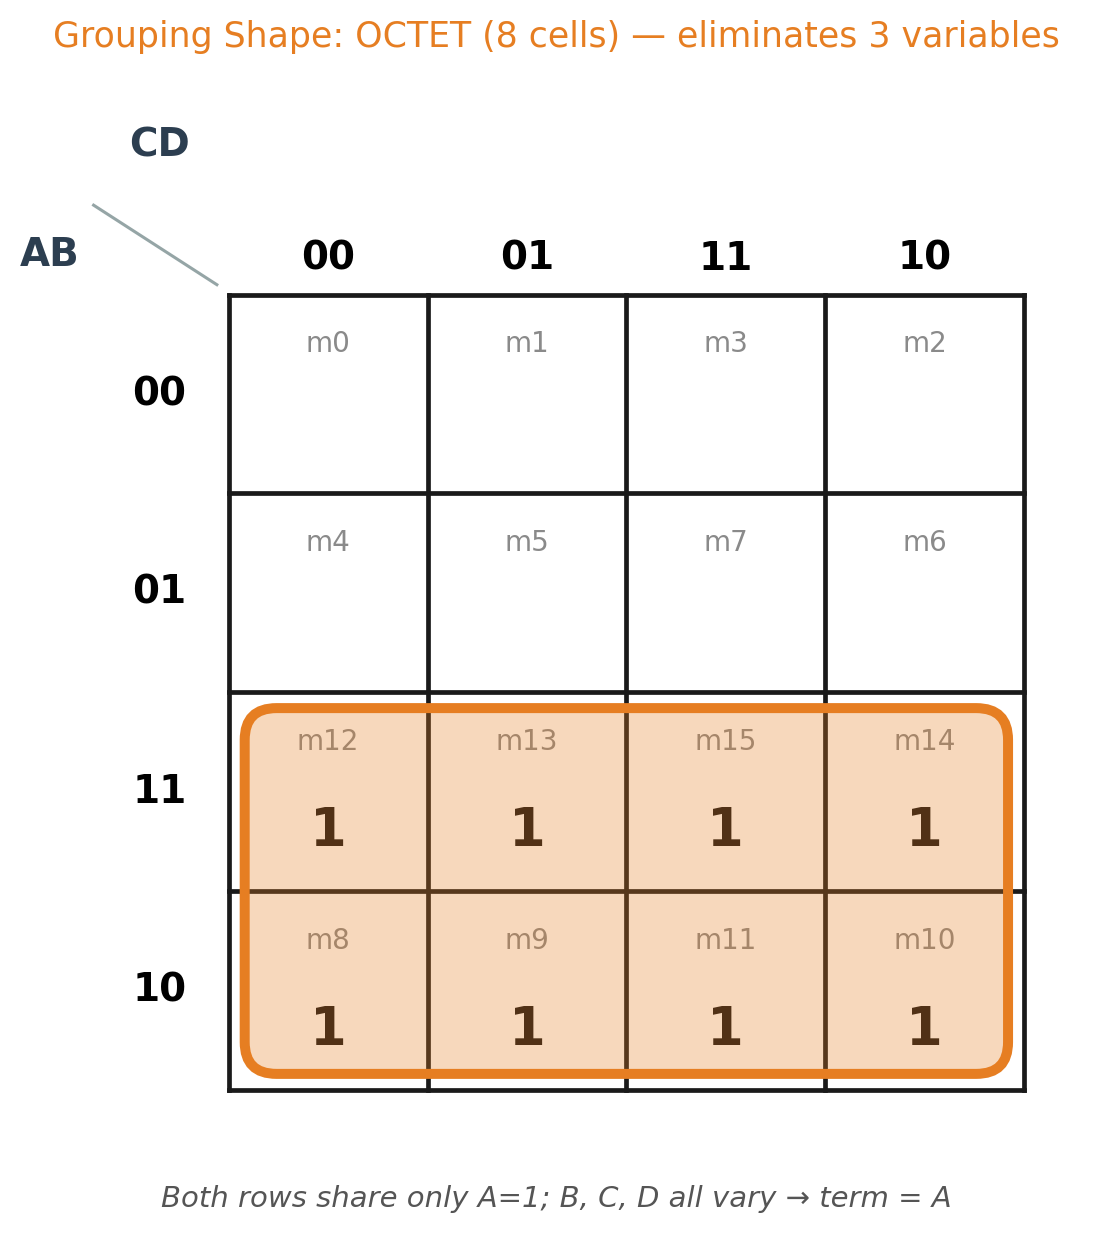 Grouping Shape: OCTET (8 cells) — eliminates 3 variables
CD
AB
00 01 11 10
m0 m1 m3 m2
00
m4 m5 m7 m6
01
m12 m13 m15 m14
11
1 1 1 1
m8 m9 m11 m10
10
1 1 1 1
Both rows share only A=1; B, C, D all vary → term = A